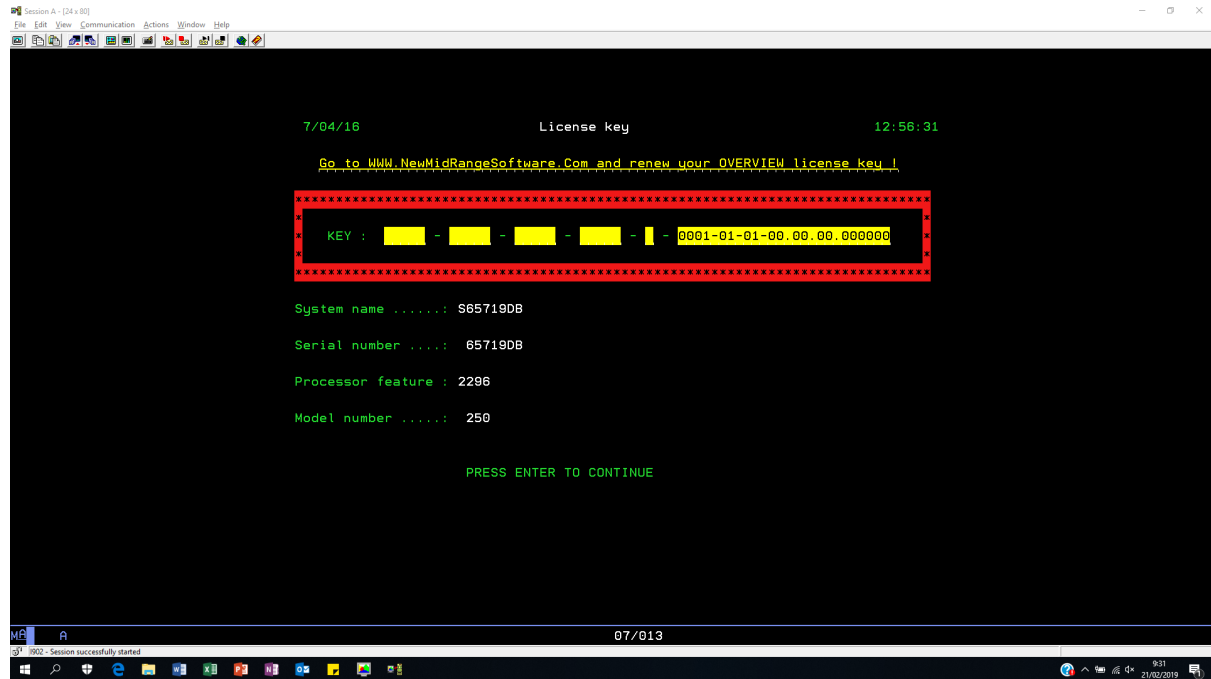 Session A - [24 x 80]
File Edit View Communication Actions Window Help
7/04/16 License key 12:56:31
Go to WWW.NewMidRangeSoftware.Com and renew your OVERVIEW license key !
****************************************************************************** 
* *
* KEY : - - - - - 0001-01-01-00.00.00.000000 *
* *
******************************************************************************
System name ......: S65719DB
Serial number ....: 65719DB
Processor feature : 2296
Model number .....: 250
PRESS ENTER TO CONTINUE
MA A 07/013
I902 - Session successfully started
9:31
21/02/2019